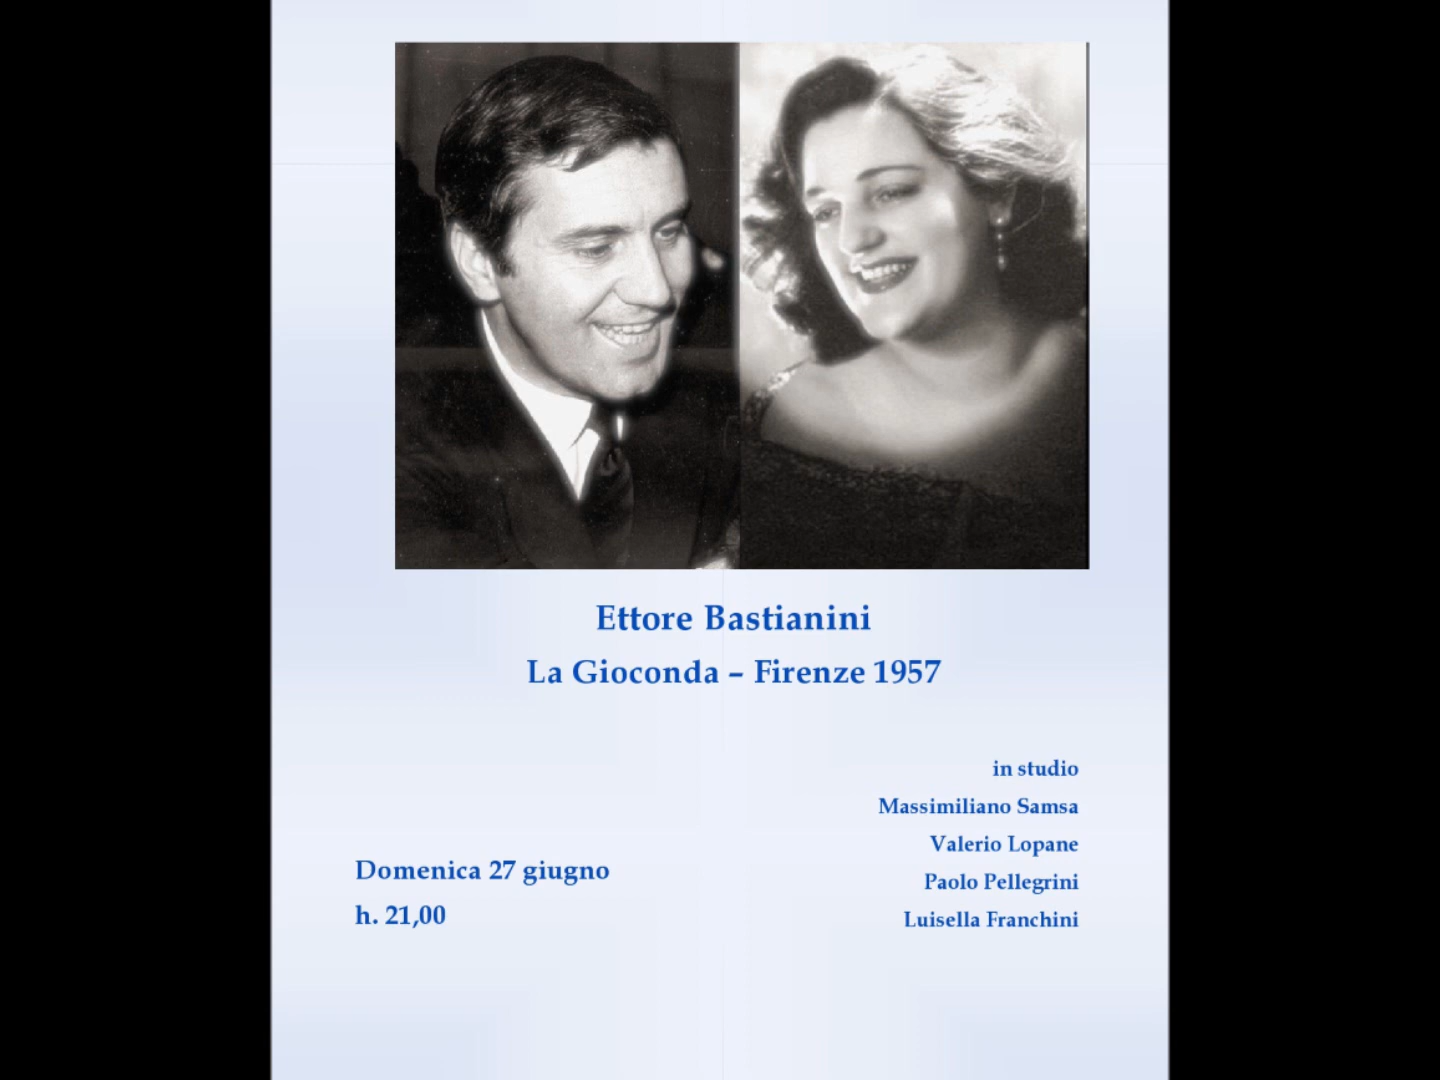 Ettore Bastianini
La Gioconda – Firenze 1957
in studio
Massimiliano Samsa
Valerio Lopane
Paolo Pellegrini
Luisella Franchini
Domenica 27 giugno
h. 21,00